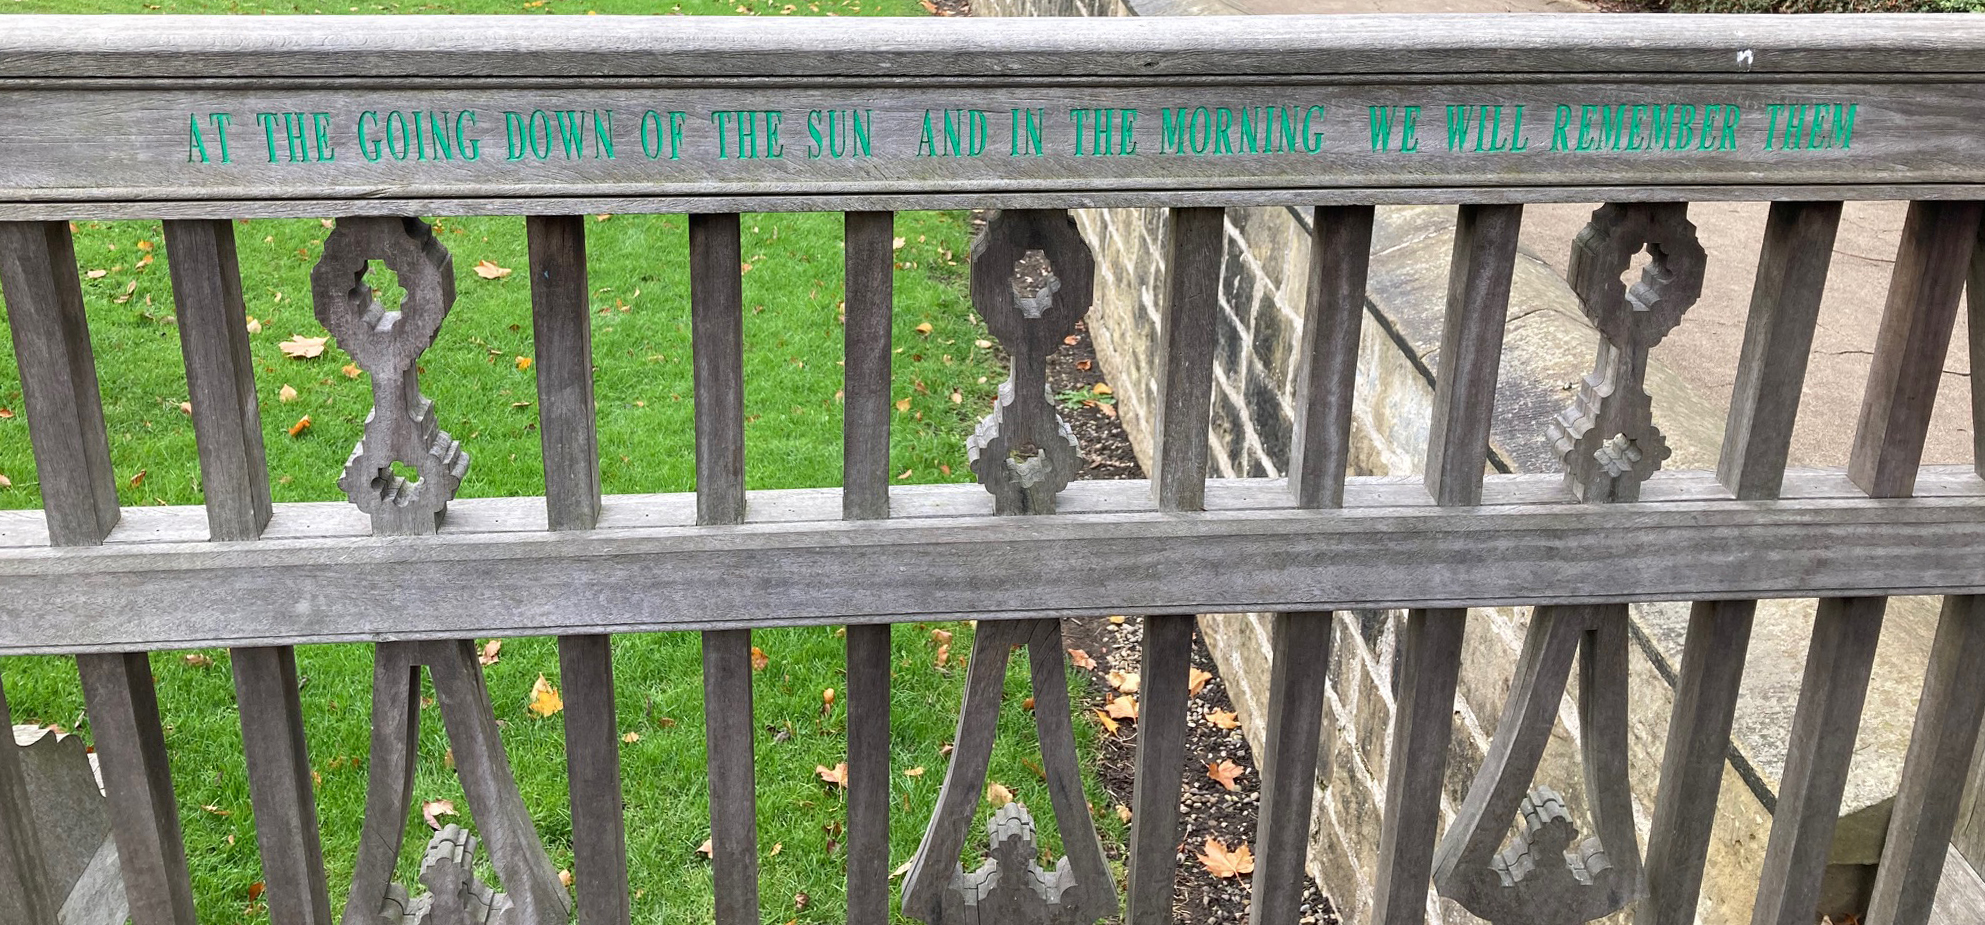 AT THE GOING DOWN OF THE SUN AND IN THE MORNING WE WILL REMEMBER THEM